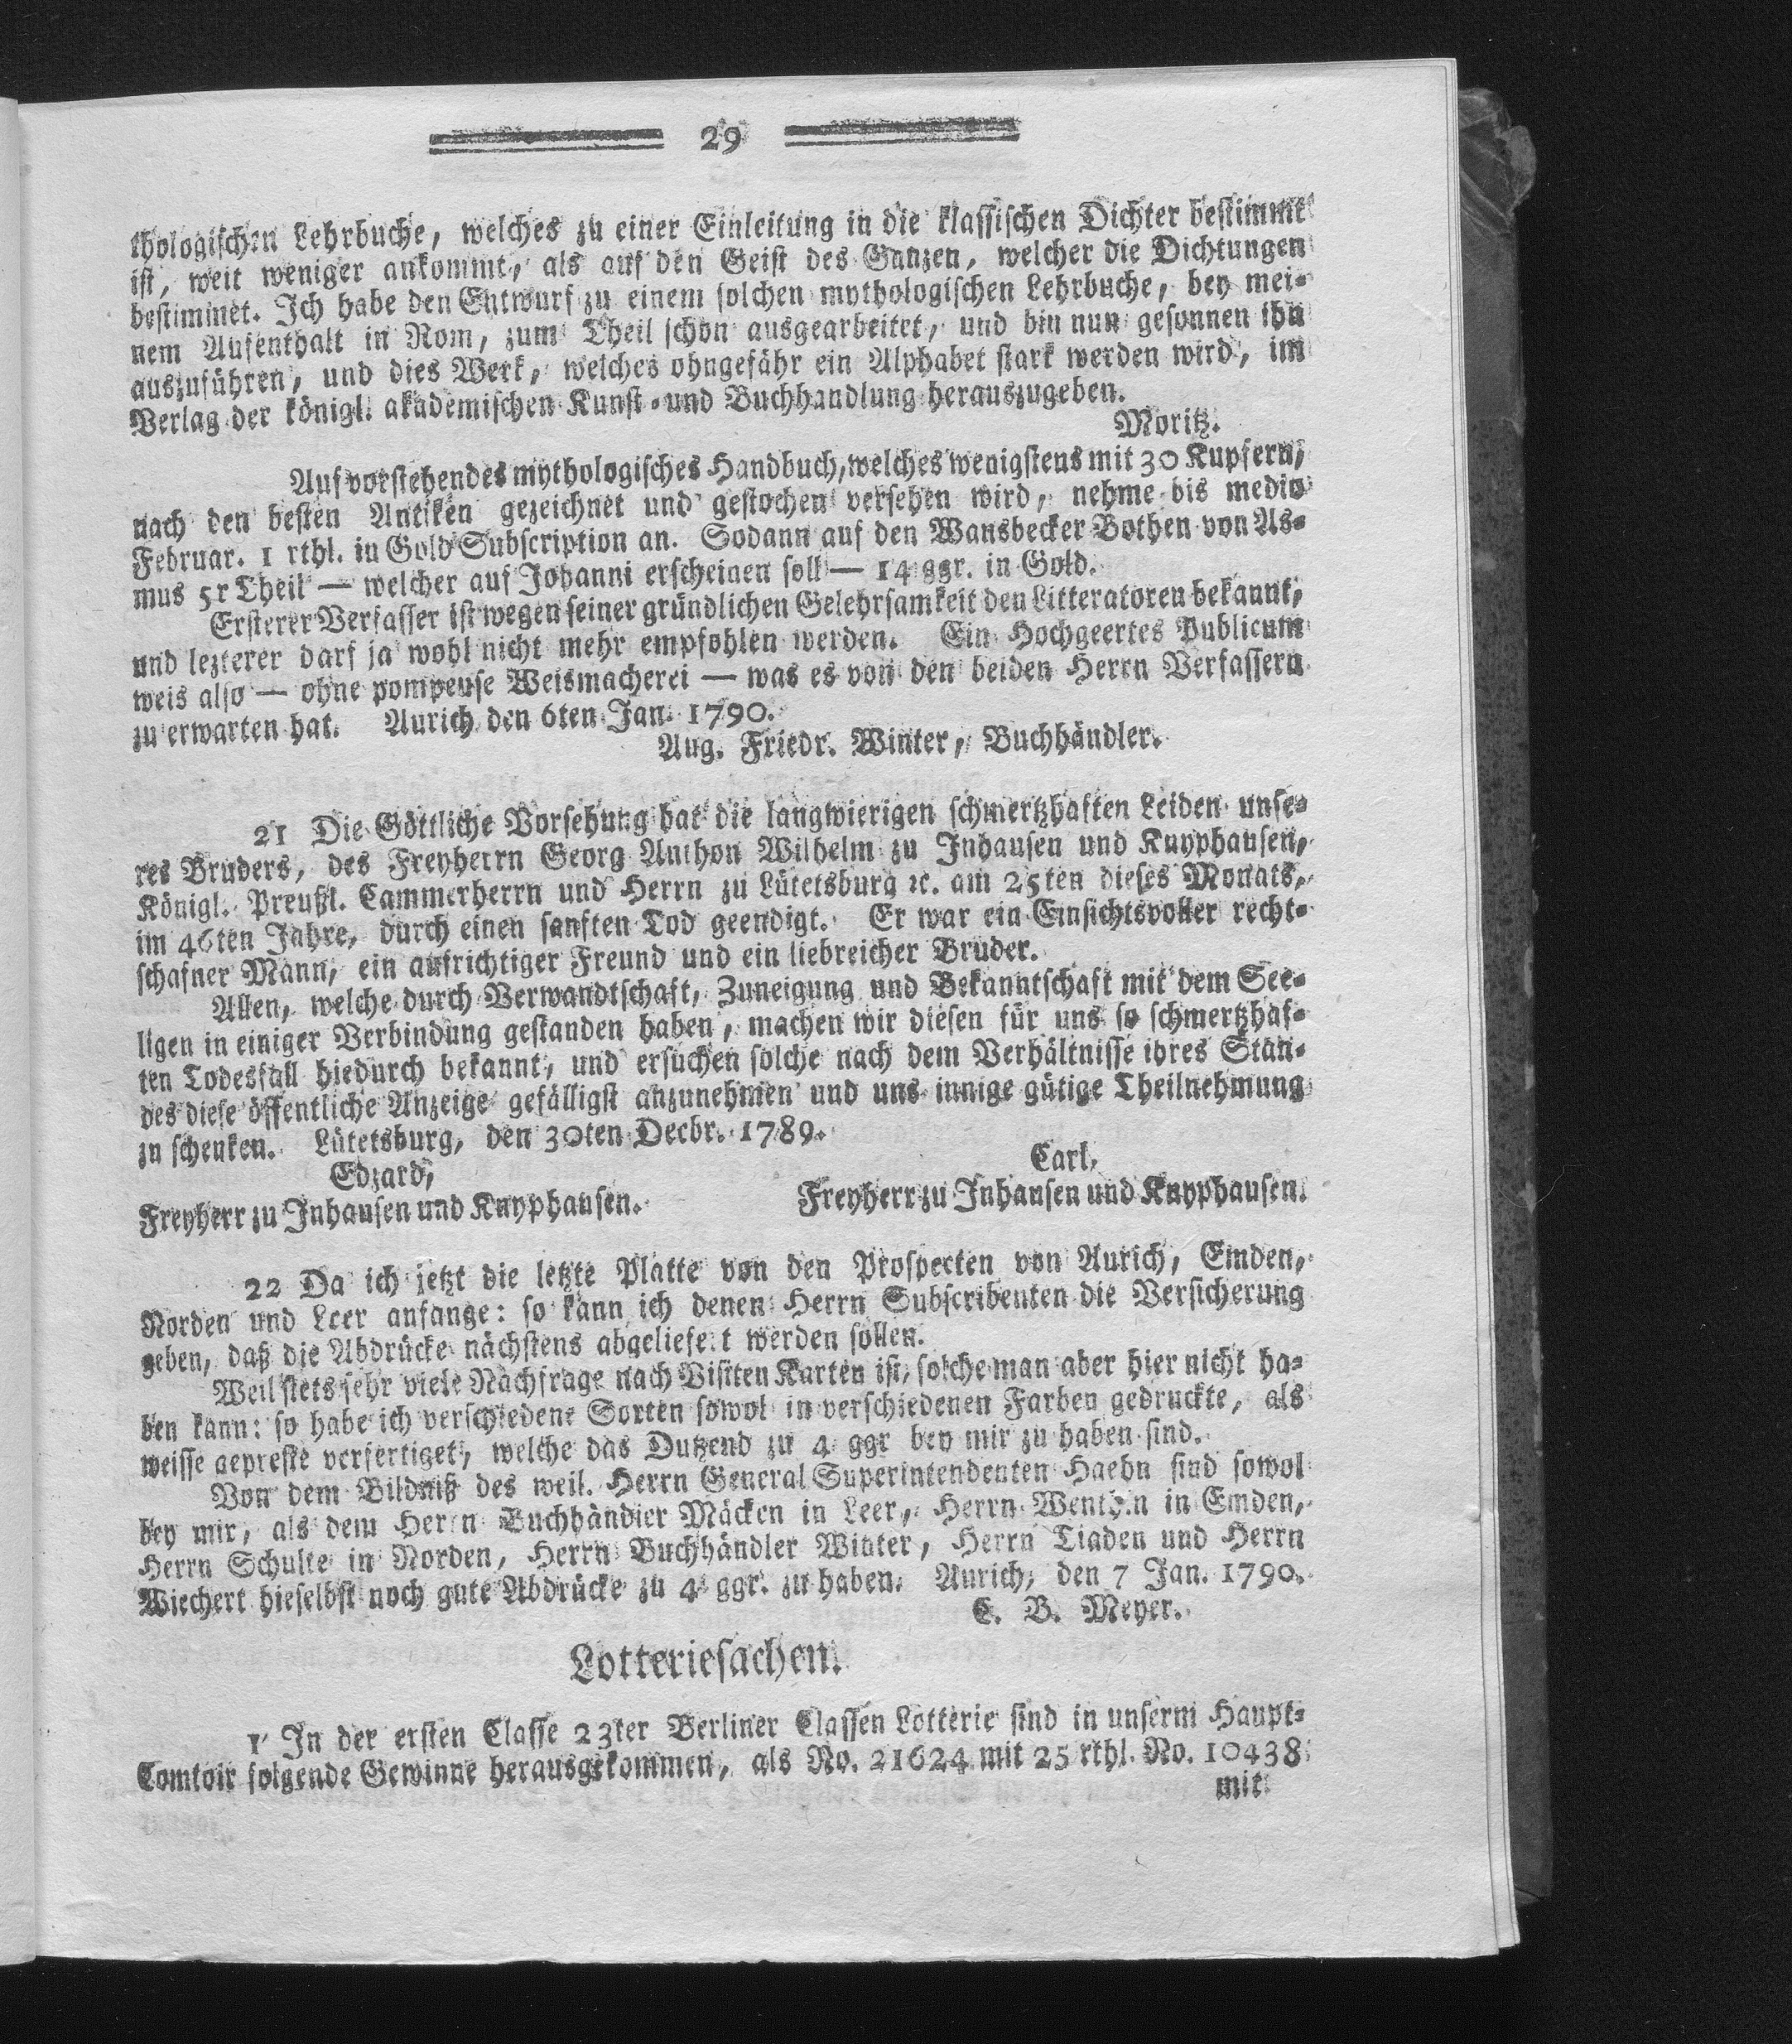 29
thologischen Lehrbuche, welches zu einer Einleitung in die klassischen Dichter bestimmt
ist, weit weniger ankommt, als auf den Geist des Ganzen, welcher die Dichtungen
bestimmet. Ich habe den Entwurf zu einem solchen mythologischen Lehrbuche, bey mei-
nem Aufenthalt in Rom, zum Theil schon ausgearbeitet, und bin nun gesonnen ihn
auszuführen, und dies Werk, welches ohngefähr ein Alphabet stark werden wird, im
Verlag der königl. akademischen Kunst- und Buchhandlung herauszugeben.
Moritz.
Auf vorstehendes mythologisches Handbuch, welches wenigstens mit 30 Kupfern,
nach den besten Antiken gezeichnet und gestochen versehen wird, nehme bis medio
Februar. 1 rthl. in Gold Subscription an. Sodann auf den Wansbecker Bothen von As-
mus 5r Theil — welcher auf Johanni erscheinen soll — 14 ggr. in Gold.
Ersterer Verfasser ist wegen seiner gründlichen Gelehrsamkeit den Litteratoren bekannt,
und lezterer darf ja wohl nicht mehr empfohlen werden. Ein Hochgeertes Publicum
weis also — ohne pompeuse Weismacherei — was es von den beiden Herrn Verfassern
zu erwarten hat. Aurich den 6ten Jan. 1790.
Aug. Friedr. Winter, Buchhändler.
21 Die Göttliche Vorsehung hat die langwierigen schmertzhaften Leiden unse-
res Bruders, des Freyherrn Georg Anthon Wilhelm zu Inhausen und Knyphausen,
Königl. Preußl. Cammerherrn und Herrn zu Lütetsburg ꝛc. am 25ten dieses Monats,
im 46ten Jahre, durch einen sanften Tod geendigt. Er war ein Einsichtsvoller recht-
schafner Mann, ein aufrichtiger Freund und ein liebreicher Bruder.
Allen, welche durch Verwandtschaft, Zuneigung und Bekanntschaft mit dem See-
ligen in einiger Verbindung gestanden haben, machen wir diesen für uns so schmertzhaf-
ten Todesfall hiedurch bekannt, und ersuchen solche nach dem Verhältnisse ihres Stan-
des diese öffentliche Anzeige gefälligst anzunehmen und uns innige gütige Theilnehmung
zu schenken. Lütetsburg, den 30ten Decbr. 1789.
Edzard, Carl,
Freyherr zu Inhausen und Knyphausen. Freyherr zu Inhausen und Knyphausen.
22 Da ich jetzt die letzte Platte von den Prospecten von Aurich, Emden,
Norden und Leer anfange: so kann ich denen Herrn Subscribenten die Versicherung
geben, daß die Abdrücke nächstens abgeliefert werden sollen.
Weil stets sehr viele Nachfrage nach Visiten Karten ist, solche man aber hier nicht ha-
ben kann: so habe ich verschiedene Sorten sowol in verschiedenen Farben gedruckte, als
weisse gepreste verfertiget, welche das Dutzend zu 4 ggr bey mir zu haben sind.
Von dem Bildniß des weil. Herrn General Superintendenten Haehn sind sowol
bey mir, als dem Herrn Buchhändler Mäcken in Leer, Herrn Wenthin in Emden,
Herrn Schulte in Norden, Herrn Buchhändler Winter, Herrn Tiaden und Herrn
Wiechert hieselbst noch gute Abdrücke zu 4 ggr. zu haben. Aurich, den 7 Jan. 1790.
C. B. Meyer.
Lotteriesachen.
1 In der ersten Classe 23ter Berliner Classen Lotterie sind in unserm Haupt-
Comtoir folgende Gewinne herausgekommen, als No. 21624 mit 25 rthl. No. 10438
mit